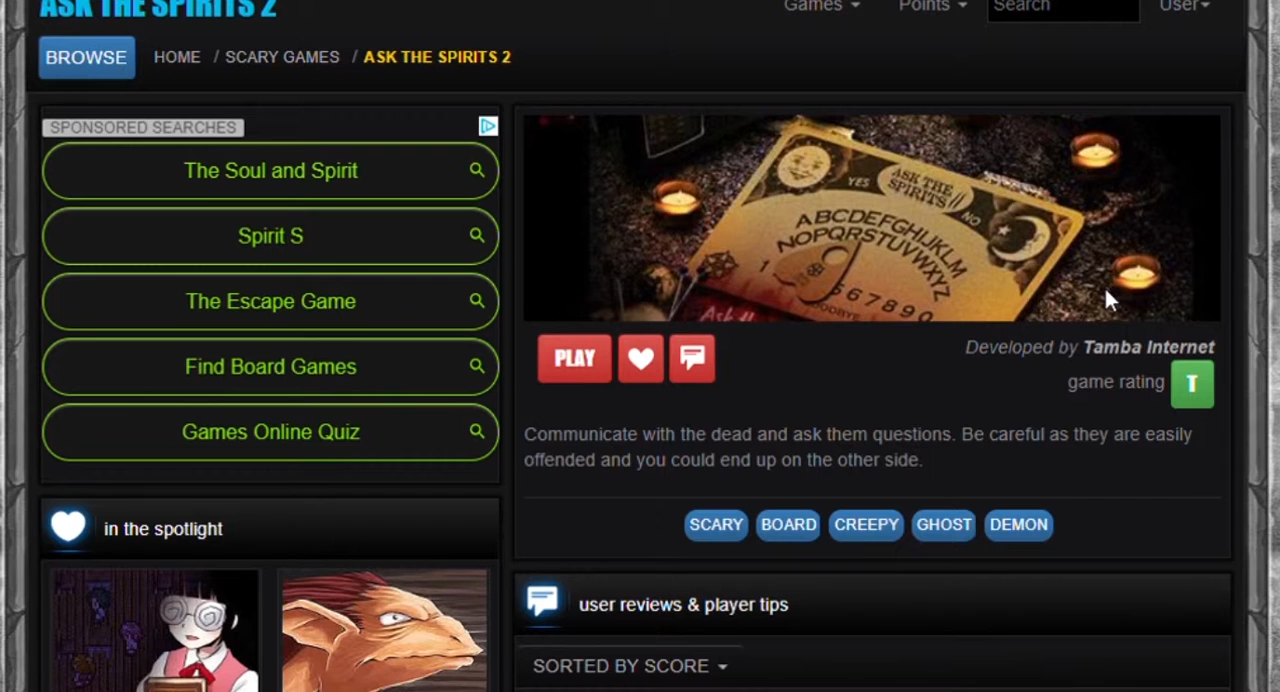 ASK THE SPIRITS 2
Games
Points
Search
User
BROWSE
HOME / SCARY GAMES / ASK THE SPIRITS 2
SPONSORED SEARCHES
The Soul and Spirit
Spirit S
The Escape Game
Find Board Games
Games Online Quiz
in the spotlight
YES
ASK THE
SPIRITS II
NO
ABCDEFGHIJKLM
NOPQRSTUVWXYZ
1
567890
GOODBYE
PLAY
Developed by Tamba Internet
game rating T
Communicate with the dead and ask them questions. Be careful as they are easily
offended and you could end up on the other side.
SCARY BOARD CREEPY GHOST DEMON
user reviews & player tips
SORTED BY SCORE